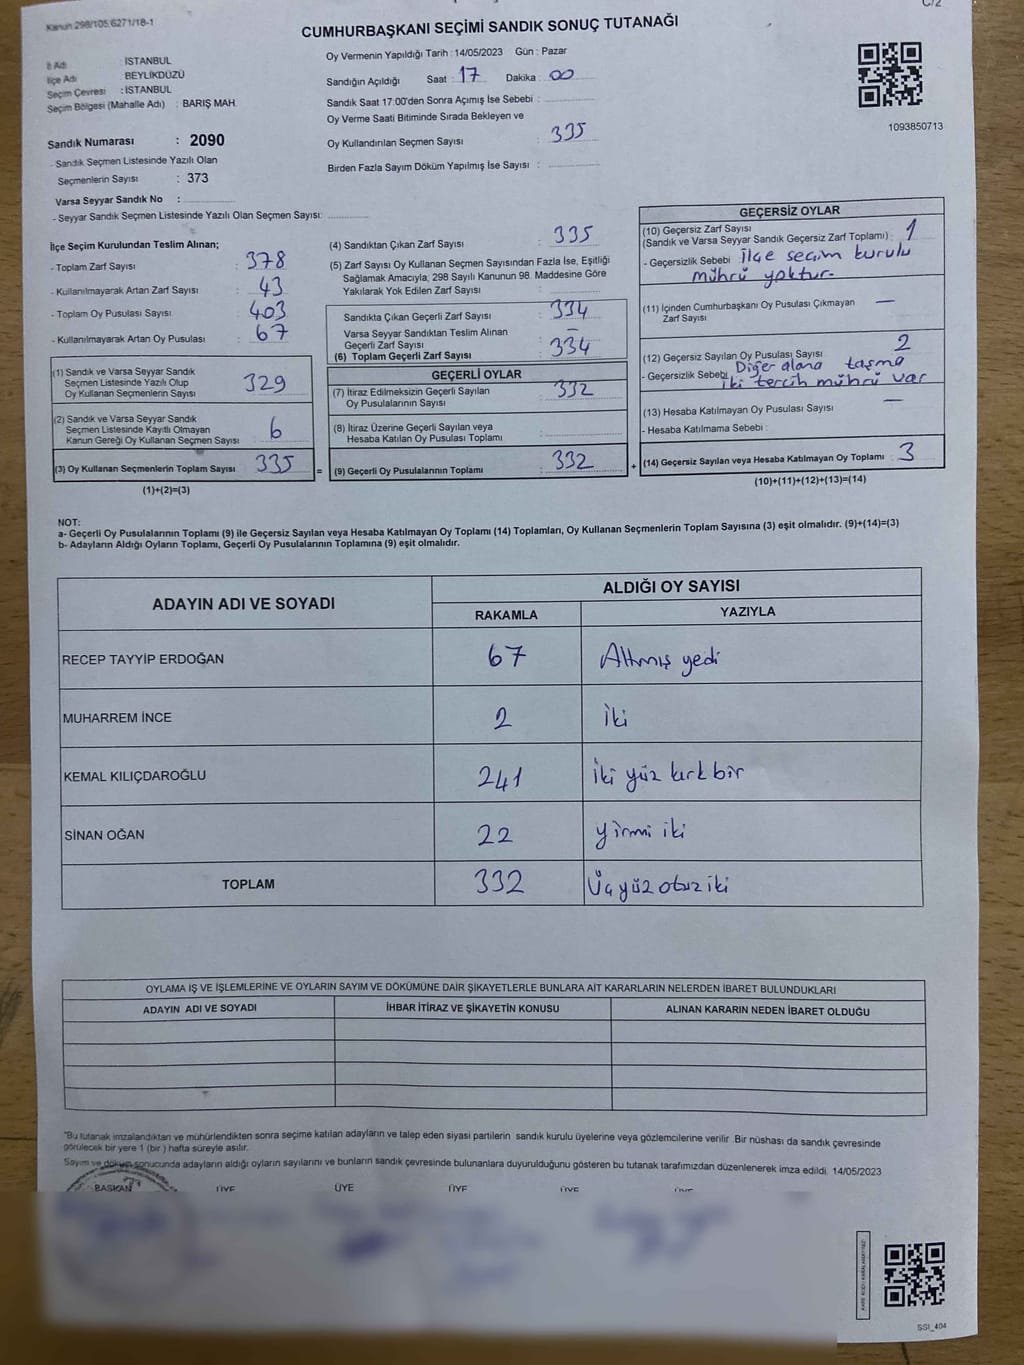 Kanun 298/105/6271/18-1
C/2
CUMHURBAŞKANI SEÇİMİ SANDIK SONUÇ TUTANAĞI
İl Adı : İSTANBUL
İlçe Adı : BEYLİKDÜZÜ
Seçim Çevresi : İSTANBUL
Seçim Bölgesi (Mahalle Adı) : BARIŞ MAH.
Sandık Numarası : 2090
- Sandık Seçmen Listesinde Yazılı Olan
Seçmenlerin Sayısı : 373
Varsa Seyyar Sandık No :
- Seyyar Sandık Seçmen Listesinde Yazılı Olan Seçmen Sayısı:
Oy Vermenin Yapıldığı Tarih : 14/05/2023 Gün : Pazar
Sandığın Açıldığı Saat : 17 Dakika : 00
Sandık Saat 17:00'den Sonra Açımış İse Sebebi :
Oy Verme Saati Bitiminde Sırada Bekleyen ve
Oy Kullandırılan Seçmen Sayısı : 335
Birden Fazla Sayım Döküm Yapılmış İse Sayısı :
1093850713
İlçe Seçim Kurulundan Teslim Alınan;
- Toplam Zarf Sayısı : 378
- Kullanılmayarak Artan Zarf Sayısı : 43
- Toplam Oy Pusulası Sayısı : 403
- Kullanılmayarak Artan Oy Pusulası : 67
(1) Sandık ve Varsa Seyyar Sandık
Seçmen Listesinde Yazılı Olup
Oy Kullanan Seçmenlerin Sayısı : 329
(2) Sandık ve Varsa Seyyar Sandık
Seçmen Listesinde Kayıtlı Olmayan
Kanun Gereği Oy Kullanan Seçmen Sayısı : 6
(3) Oy Kullanan Seçmenlerin Toplam Sayısı : 335
(1)+(2)=(3)
(4) Sandıktan Çıkan Zarf Sayısı : 335
(5) Zarf Sayısı Oy Kullanan Seçmen Sayısından Fazla İse, Eşitliği
Sağlamak Amacıyla; 298 Sayılı Kanunun 98. Maddesine Göre
Yakılarak Yok Edilen Zarf Sayısı :
Sandıkta Çıkan Geçerli Zarf Sayısı : 334
Varsa Seyyar Sandıktan Teslim Alınan
Geçerli Zarf Sayısı : —
(6) Toplam Geçerli Zarf Sayısı : 334
GEÇERLİ OYLAR
(7) İtiraz Edilmeksizin Geçerli Sayılan
Oy Pusulalarının Sayısı : 332
(8) İtiraz Üzerine Geçerli Sayılan veya
Hesaba Katılan Oy Pusulası Toplamı :
= (9) Geçerli Oy Pusulalarının Toplamı : 332 +
GEÇERSİZ OYLAR
(10) Geçersiz Zarf Sayısı
(Sandık ve Varsa Seyyar Sandık Geçersiz Zarf Toplamı) : 1
- Geçersizlik Sebebi : İlçe seçim kurulu
mührü yoktur.
(11) İçinden Cumhurbaşkanı Oy Pusulası Çıkmayan —
Zarf Sayısı
(12) Geçersiz Sayılan Oy Pusulası Sayısı : 2
- Geçersizlik Sebebi : Diğer alana taşma
iki tercih mührü var
(13) Hesaba Katılmayan Oy Pusulası Sayısı —
- Hesaba Katılmama Sebebi :
(14) Geçersiz Sayılan veya Hesaba Katılmayan Oy Toplamı : 3
(10)+(11)+(12)+(13)=(14)
NOT:
a- Geçerli Oy Pusulalarının Toplamı (9) ile Geçersiz Sayılan veya Hesaba Katılmayan Oy Toplamı (14) Toplamları, Oy Kullanan Seçmenlerin Toplam Sayısına (3) eşit olmalıdır. (9)+(14)=(3)
b- Adayların Aldığı Oyların Toplamı, Geçerli Oy Pusulalarının Toplamına (9) eşit olmalıdır.
ADAYIN ADI VE SOYADI
ALDIĞI OY SAYISI
RAKAMLA YAZIYLA
RECEP TAYYİP ERDOĞAN 67 Altmış yedi
MUHARREM İNCE 2 iki
KEMAL KILIÇDAROĞLU 241 iki yüz kırk bir
SİNAN OĞAN 22 yirmi iki
TOPLAM 332 Üç yüz otuz iki
OYLAMA İŞ VE İŞLEMLERİNE VE OYLARIN SAYIM VE DÖKÜMÜNE DAİR ŞİKAYETLERLE BUNLARA AİT KARARLARIN NELERDEN İBARET BULUNDUKLARI
ADAYIN ADI VE SOYADI İHBAR İTİRAZ VE ŞİKAYETİN KONUSU ALINAN KARARIN NEDEN İBARET OLDUĞU
"Bu tutanak imzalandıktan ve mühürlendikten sonra seçime katılan adayların ve talep eden siyasi partilerin sandık kurulu üyelerine veya gözlemcilerine verilir. Bir nüshası da sandık çevresinde
görülecek bir yere 1 (bir ) hafta süreyle asılır.
Sayım ve döküm sonucunda adayların aldığı oyların sayılarını ve bunların sandık çevresinde bulunanlara duyurulduğunu gösteren bu tutanak tarafımızdan düzenlenerek imza edildi. 14/05/2023
BAŞKAN ÜYE ÜYE ÜYE ÜYE ÜYE
SSI_404